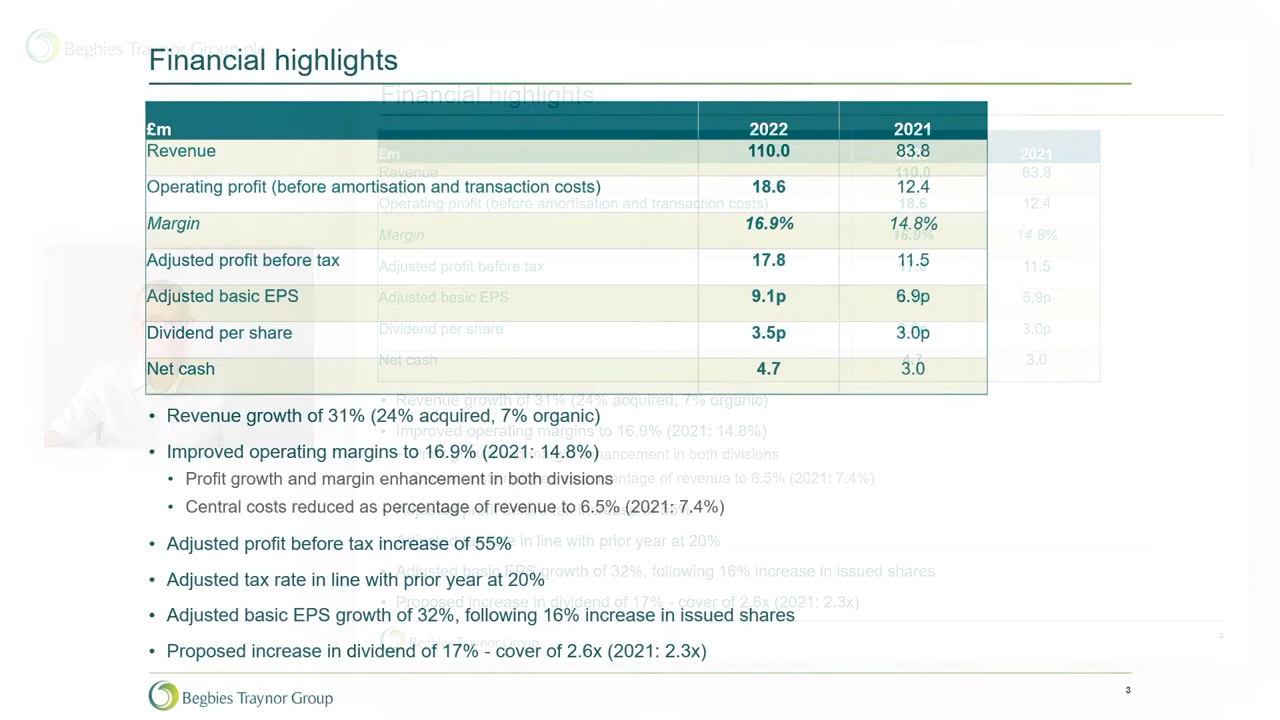 Begbies Traynor Group plc
Financial highlights
£m 2022 2021
Revenue 110.0 83.8
Operating profit (before amortisation and transaction costs) 18.6 12.4
Margin 16.9% 14.8%
Adjusted profit before tax 17.8 11.5
Adjusted basic EPS 9.1p 6.9p
Dividend per share 3.5p 3.0p
Net cash 4.7 3.0
• Revenue growth of 31% (24% acquired, 7% organic)
• Improved operating margins to 16.9% (2021: 14.8%)
• Profit growth and margin enhancement in both divisions
• Central costs reduced as percentage of revenue to 6.5% (2021: 7.4%)
• Adjusted profit before tax increase of 55%
• Adjusted tax rate in line with prior year at 20%
• Adjusted basic EPS growth of 32%, following 16% increase in issued shares
• Proposed increase in dividend of 17% - cover of 2.6x (2021: 2.3x)
Begbies Traynor Group
3